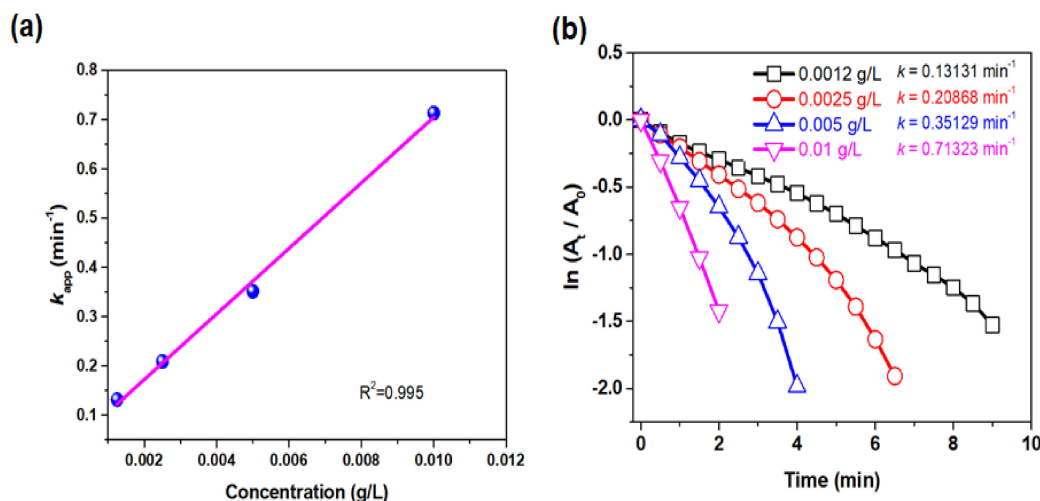 (a)
0.8
0.7
0.6
0.5
0.4
0.3
0.2
0.1
k_app (min⁻¹)
R²=0.995
0.002 0.004 0.006 0.008 0.010 0.012
Concentration (g/L)
(b)
0.5
0.0
-0.5
-1.0
-1.5
-2.0
ln (A_t / A_0)
0.0012 g/L k = 0.13131 min⁻¹
0.0025 g/L k = 0.20868 min⁻¹
0.005 g/L k = 0.35129 min⁻¹
0.01 g/L k = 0.71323 min⁻¹
0 2 4 6 8 10
Time (min)